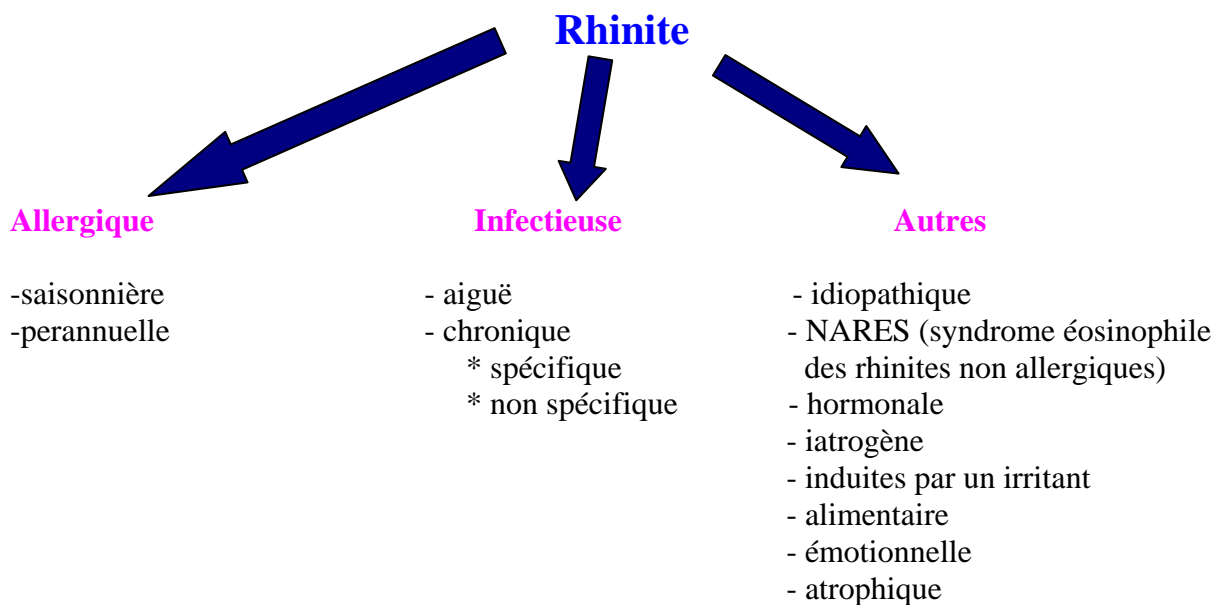 Rhinite
Allergique
-saisonnière
-perannuelle
Infectieuse
- aiguë
- chronique
* spécifique
* non spécifique
Autres
- idiopathique
- NARES (syndrome éosinophile
des rhinites non allergiques)
- hormonale
- iatrogène
- induites par un irritant
- alimentaire
- émotionnelle
- atrophique